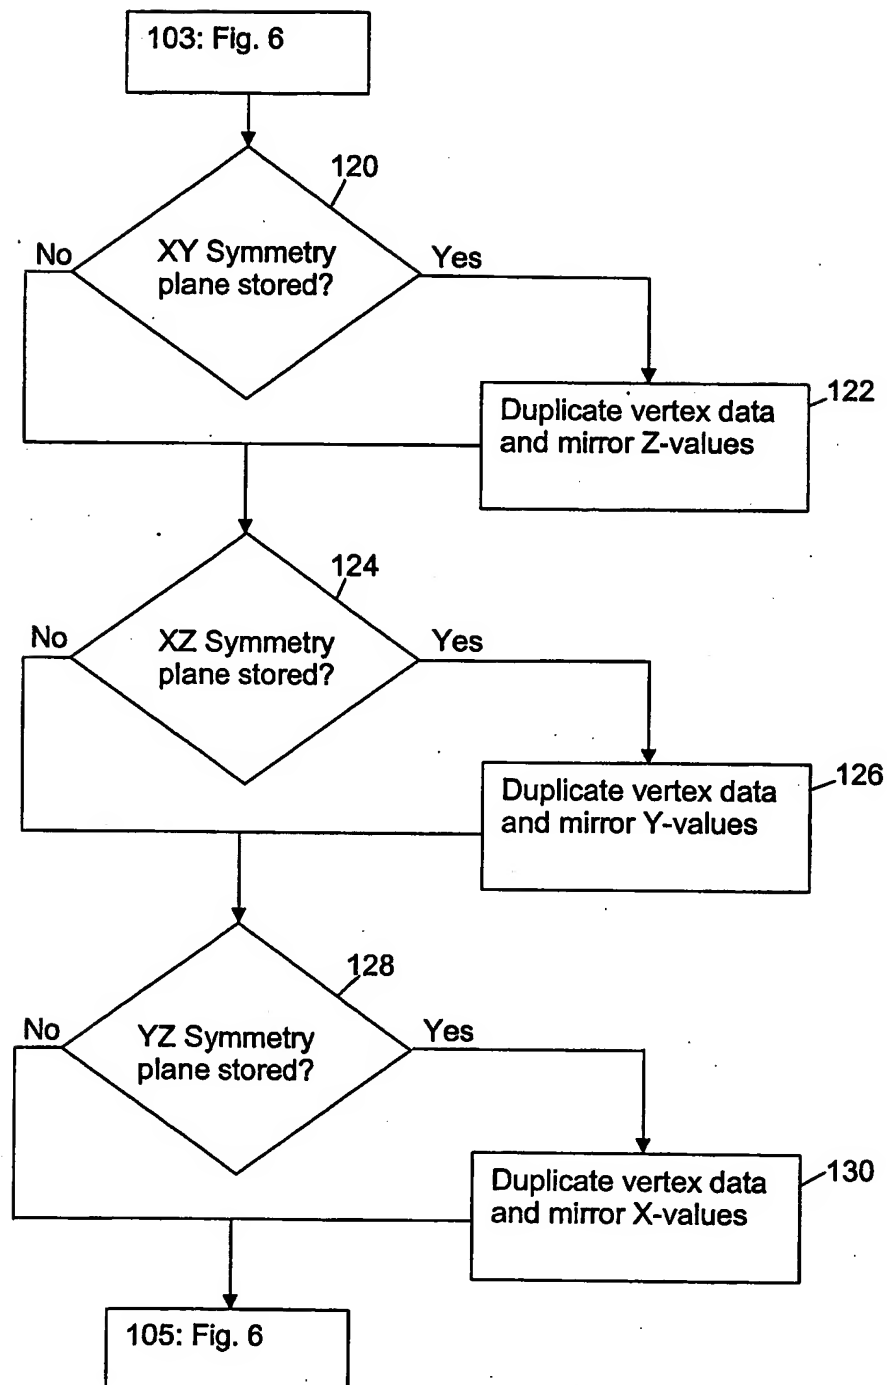 103: Fig. 6
120
No
XY Symmetry
plane stored?
Yes
122
Duplicate vertex data
and mirror Z-values
124
No
XZ Symmetry
plane stored?
Yes
126
Duplicate vertex data
and mirror Y-values
128
No
YZ Symmetry
plane stored?
Yes
130
Duplicate vertex data
and mirror X-values
105: Fig. 6